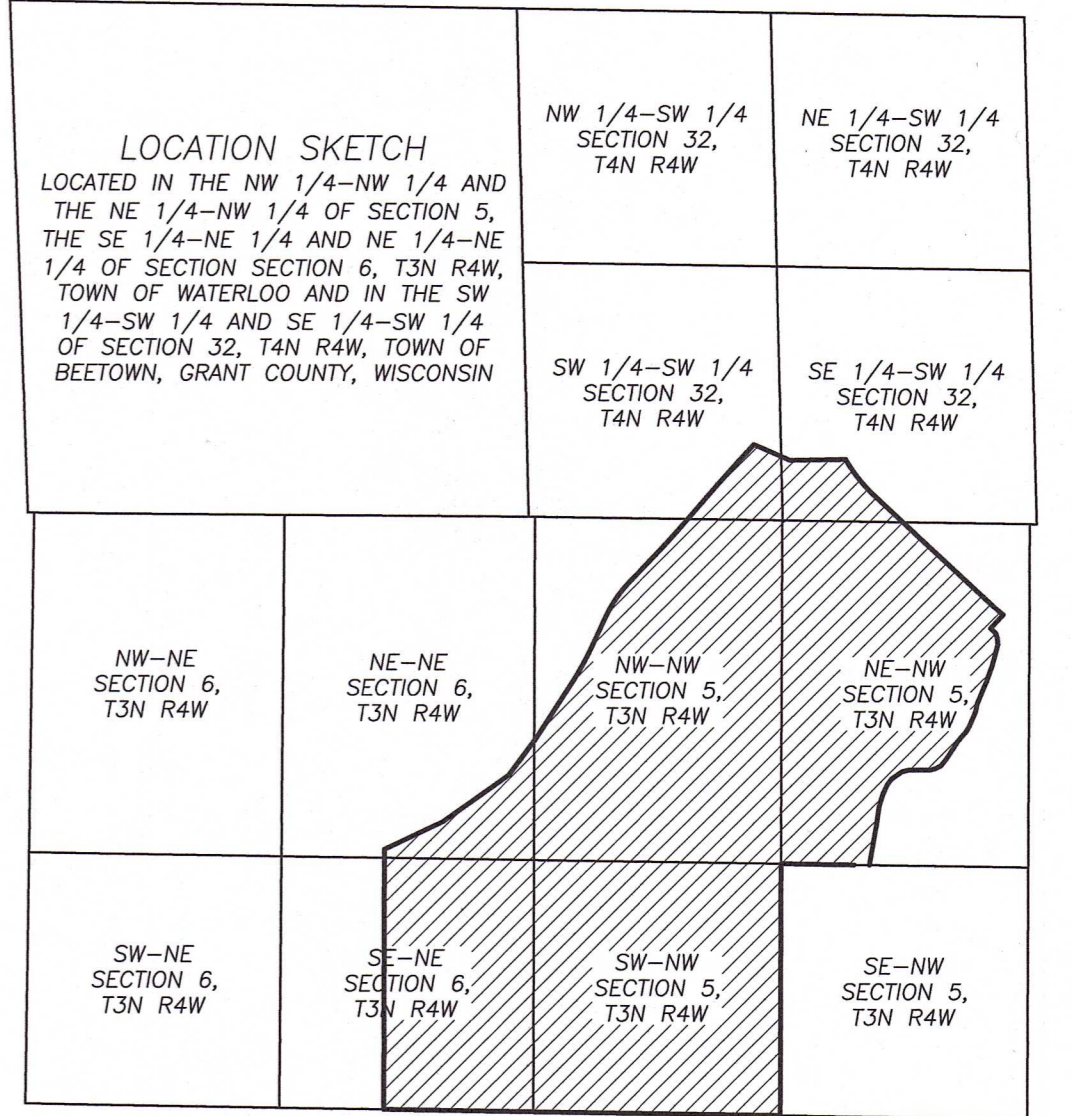 LOCATION SKETCH
LOCATED IN THE NW 1/4-NW 1/4 AND
THE NE 1/4-NW 1/4 OF SECTION 5,
THE SE 1/4-NE 1/4 AND NE 1/4-NE
1/4 OF SECTION SECTION 6, T3N R4W,
TOWN OF WATERLOO AND IN THE SW
1/4-SW 1/4 AND SE 1/4-SW 1/4
OF SECTION 32, T4N R4W, TOWN OF
BEETOWN, GRANT COUNTY, WISCONSIN
NW 1/4-SW 1/4
SECTION 32,
T4N R4W
NE 1/4-SW 1/4
SECTION 32,
T4N R4W
SW 1/4-SW 1/4
SECTION 32,
T4N R4W
SE 1/4-SW 1/4
SECTION 32,
T4N R4W
NW-NE
SECTION 6,
T3N R4W
NE-NE
SECTION 6,
T3N R4W
NW-NW
SECTION 5,
T3N R4W
NE-NW
SECTION 5,
T3N R4W
SW-NE
SECTION 6,
T3N R4W
SE-NE
SECTION 6,
T3N R4W
SW-NW
SECTION 5,
T3N R4W
SE-NW
SECTION 5,
T3N R4W